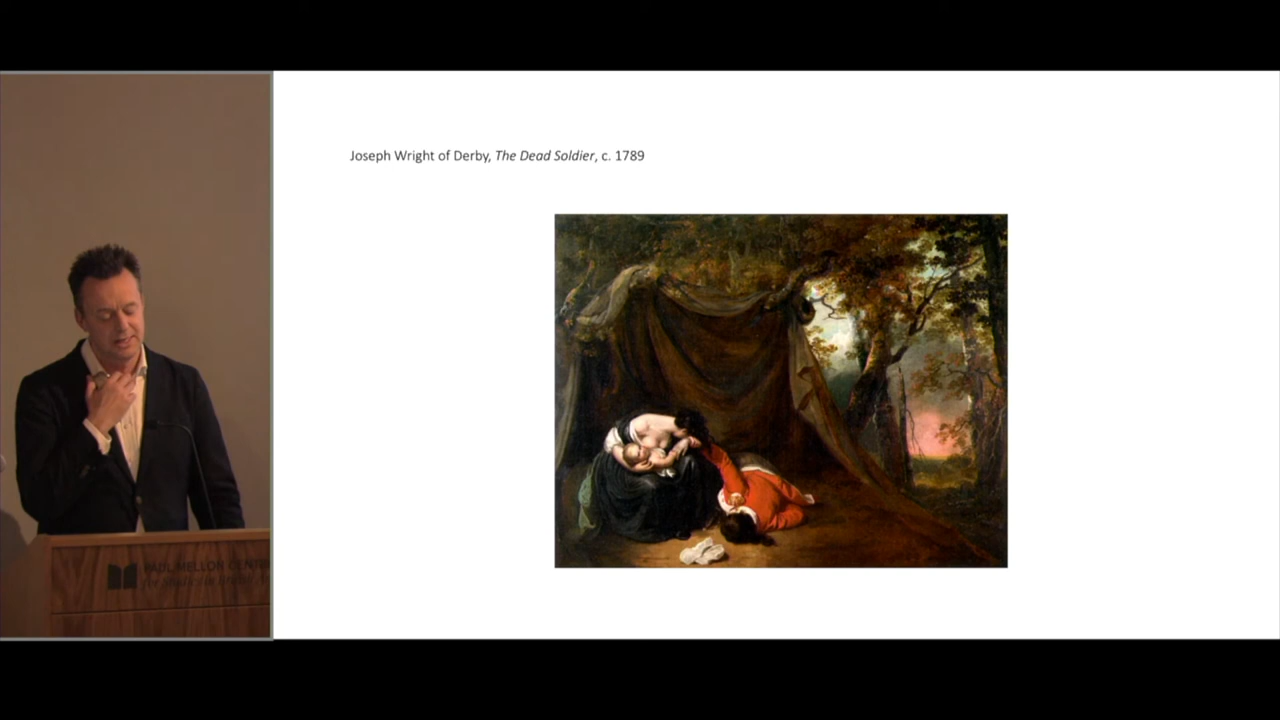 Joseph Wright of Derby, The Dead Soldier, c. 1789
PAUL MELLON CENTRE
for Studies in British Art